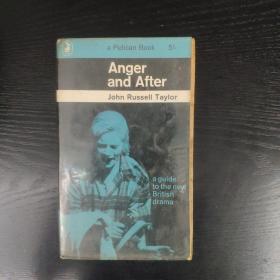 a Pelican Book 5/-
Anger
and After
John Russell Taylor
a guide
to the new
British
drama